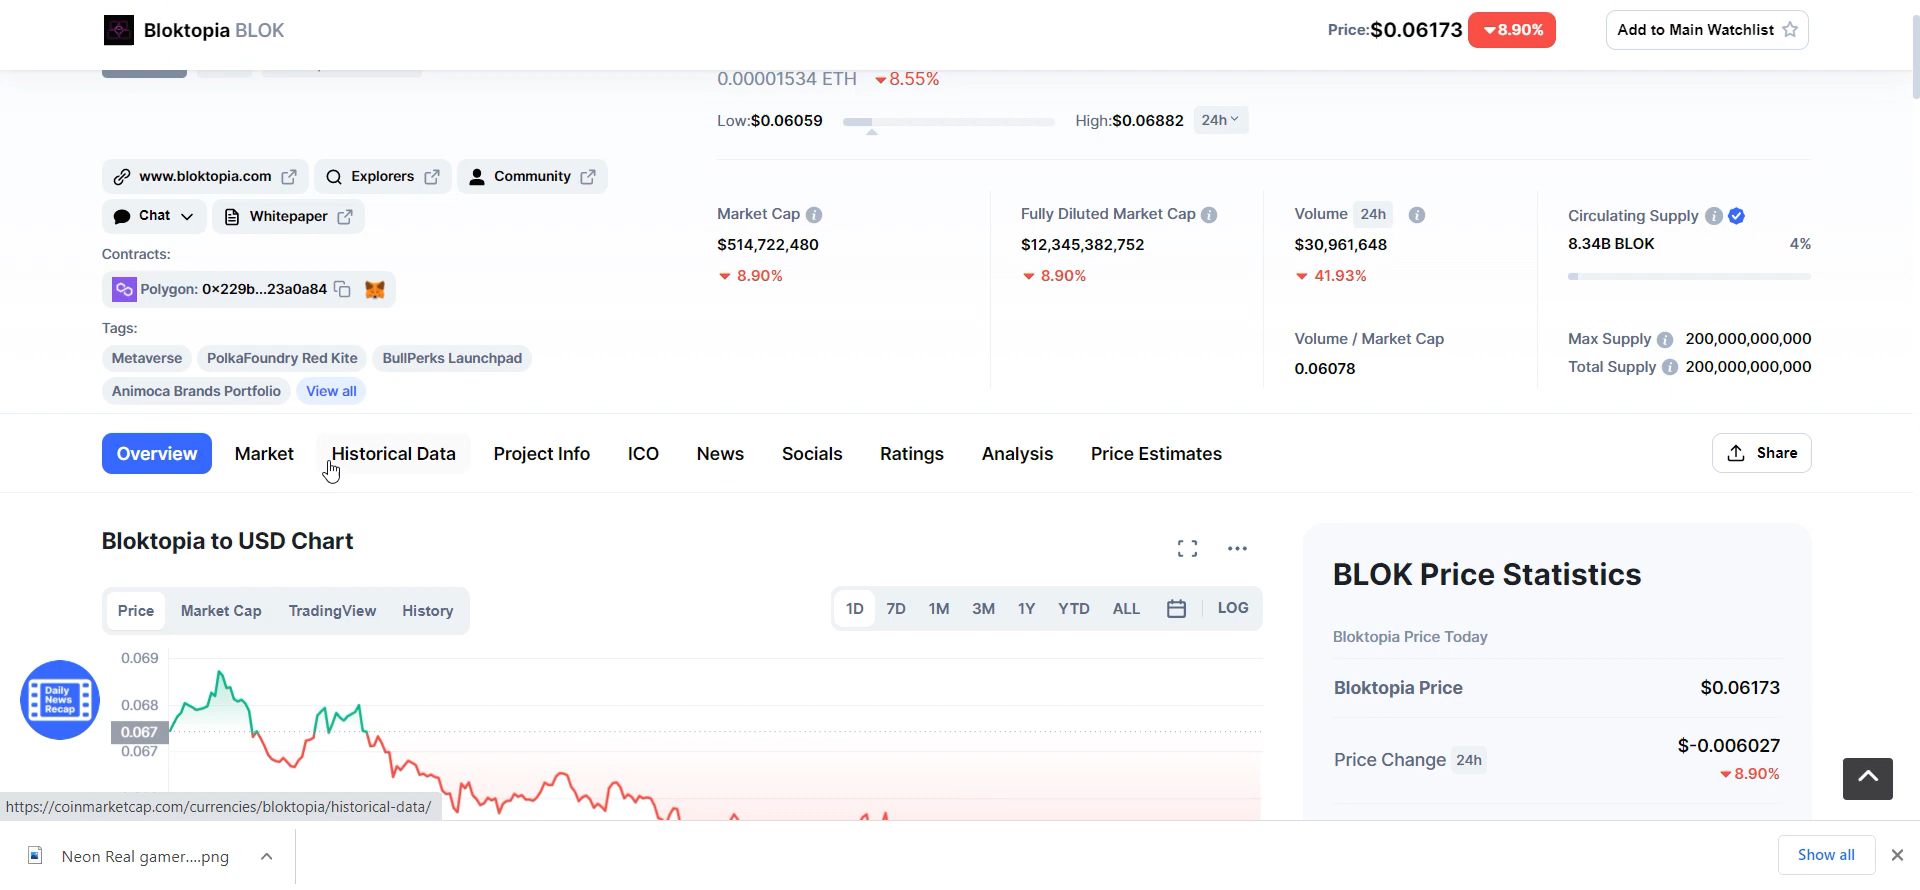 Bloktopia BLOK
Price:$0.06173 8.90%
Add to Main Watchlist
0.00001534 ETH 8.55%
Low:$0.06059
High:$0.06882 24h
www.bloktopia.com
Explorers
Community
Chat
Whitepaper
Contracts:
Polygon: 0x229b...23a0a84
Tags:
Metaverse
PolkaFoundry Red Kite
BullPerks Launchpad
Animoca Brands Portfolio
View all
Market Cap
$514,722,480
8.90%
Fully Diluted Market Cap
$12,345,382,752
8.90%
Volume 24h
$30,961,648
41.93%
Volume / Market Cap
0.06078
Circulating Supply
8.34B BLOK 4%
Max Supply 200,000,000,000
Total Supply 200,000,000,000
Overview Market Historical Data Project Info ICO News Socials Ratings Analysis Price Estimates
Share
Bloktopia to USD Chart
Price Market Cap TradingView History
1D 7D 1M 3M 1Y YTD ALL LOG
0.069
0.068
0.067
0.067
Daily
News
Recap
BLOK Price Statistics
Bloktopia Price Today
Bloktopia Price $0.06173
Price Change 24h
$-0.006027
8.90%
https://coinmarketcap.com/currencies/bloktopia/historical-data/
Neon Real gamer....png
Show all